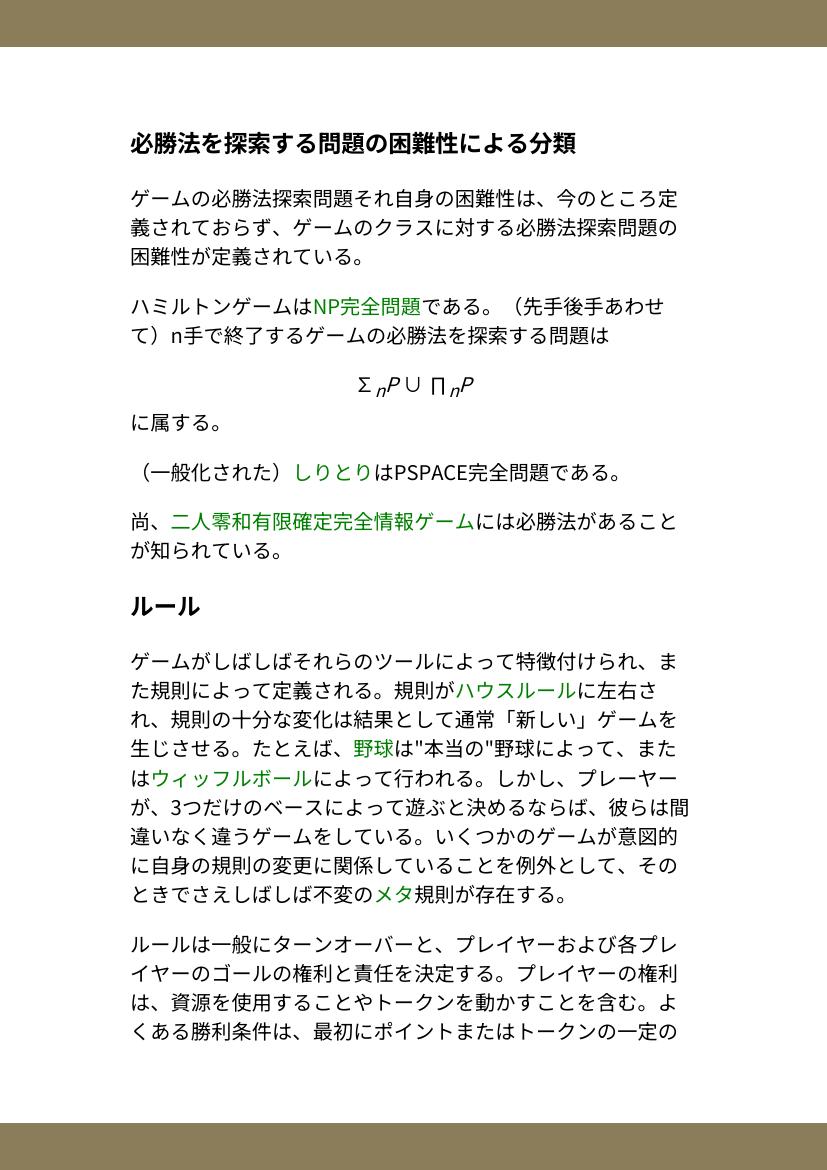 必勝法を探索する問題の困難性による分類
ゲームの必勝法探索問題それ自身の困難性は、今のところ定
義されておらず、ゲームのクラスに対する必勝法探索問題の
困難性が定義されている。
ハミルトンゲームはNP完全問題である。（先手後手あわせ
て）n手で終了するゲームの必勝法を探索する問題は
Σ n P ∪ ∏ n P
に属する。
（一般化された）しりとりはPSPACE完全問題である。
尚、二人零和有限確定完全情報ゲームには必勝法があること
が知られている。
ルール
ゲームがしばしばそれらのツールによって特徴付けられ、ま
た規則によって定義される。規則がハウスルールに左右さ
れ、規則の十分な変化は結果として通常「新しい」ゲームを
生じさせる。たとえば、野球は"本当の"野球によって、また
はウィッフルボールによって行われる。しかし、プレーヤー
が、3つだけのベースによって遊ぶと決めるならば、彼らは間
違いなく違うゲームをしている。いくつかのゲームが意図的
に自身の規則の変更に関係していることを例外として、その
ときでさえしばしば不変のメタ規則が存在する。
ルールは一般にターンオーバーと、プレイヤーおよび各プレ
イヤーのゴールの権利と責任を決定する。プレイヤーの権利
は、資源を使用することやトークンを動かすことを含む。よ
くある勝利条件は、最初にポイントまたはトークンの一定の